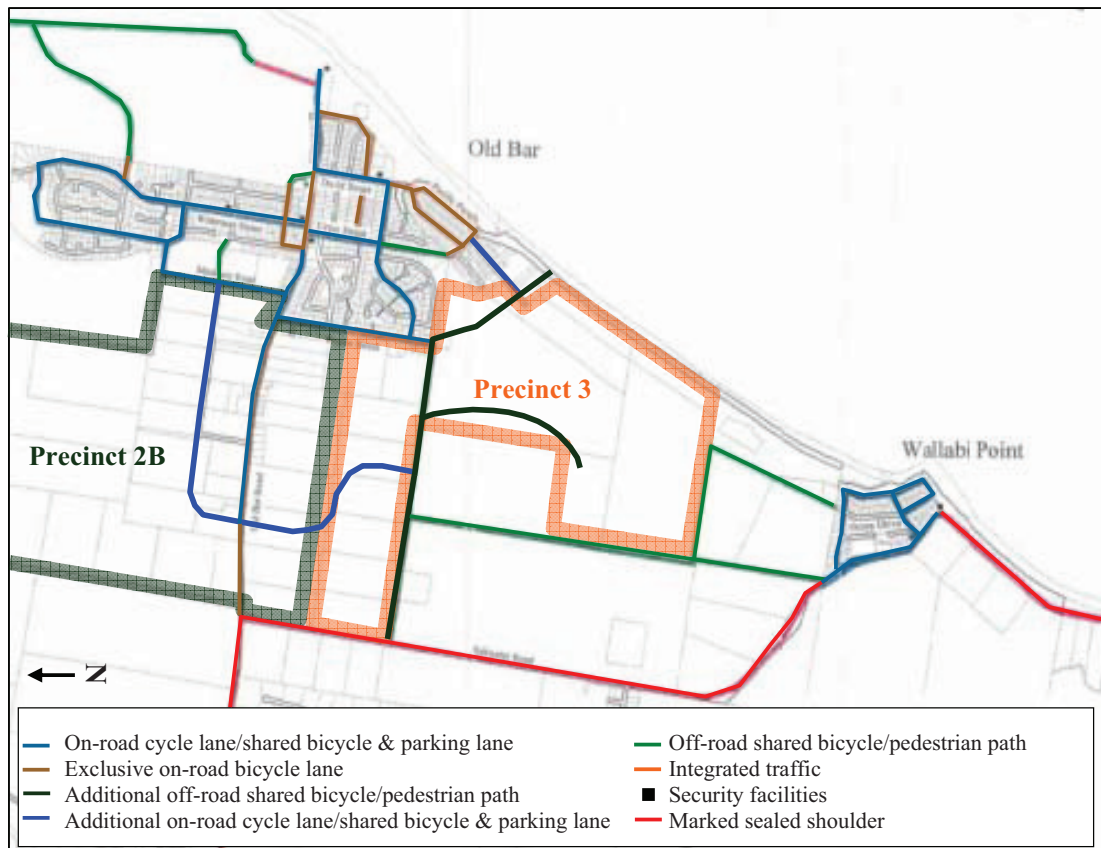 Old Bar
Precinct 3
Precinct 2B
Wallabi Point
N
On-road cycle lane/shared bicycle & parking lane
Exclusive on-road bicycle lane
Additional off-road shared bicycle/pedestrian path
Additional on-road cycle lane/shared bicycle & parking lane
Off-road shared bicycle/pedestrian path
Integrated traffic
Security facilities
Marked sealed shoulder